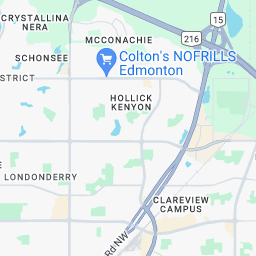 CRYSTALLINA
NERA
15
MCCONACHIE
216
SCHONSEE
Colton's NOFRILLS
Edmonton
STRICT
HOLLICK
KENYON
E
LONDONDERRY
CLAREVIEW
CAMPUS
Rd NW